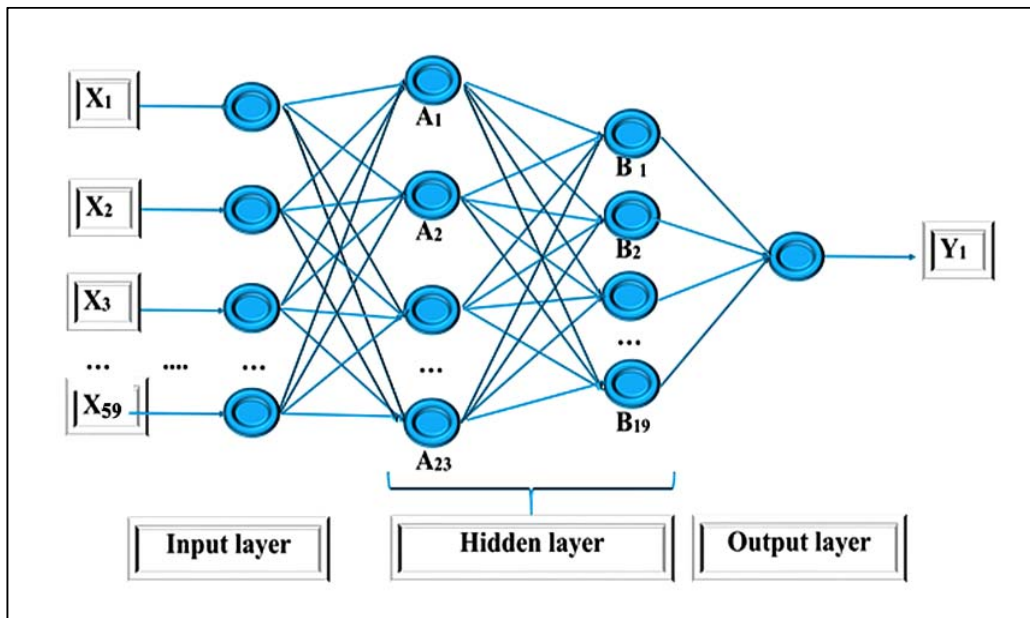 X1
A1
B 1
X2
A2
B2
Y1
X3
... .... ... ... ...
X59
A23
B19
Input layer
Hidden layer
Output layer